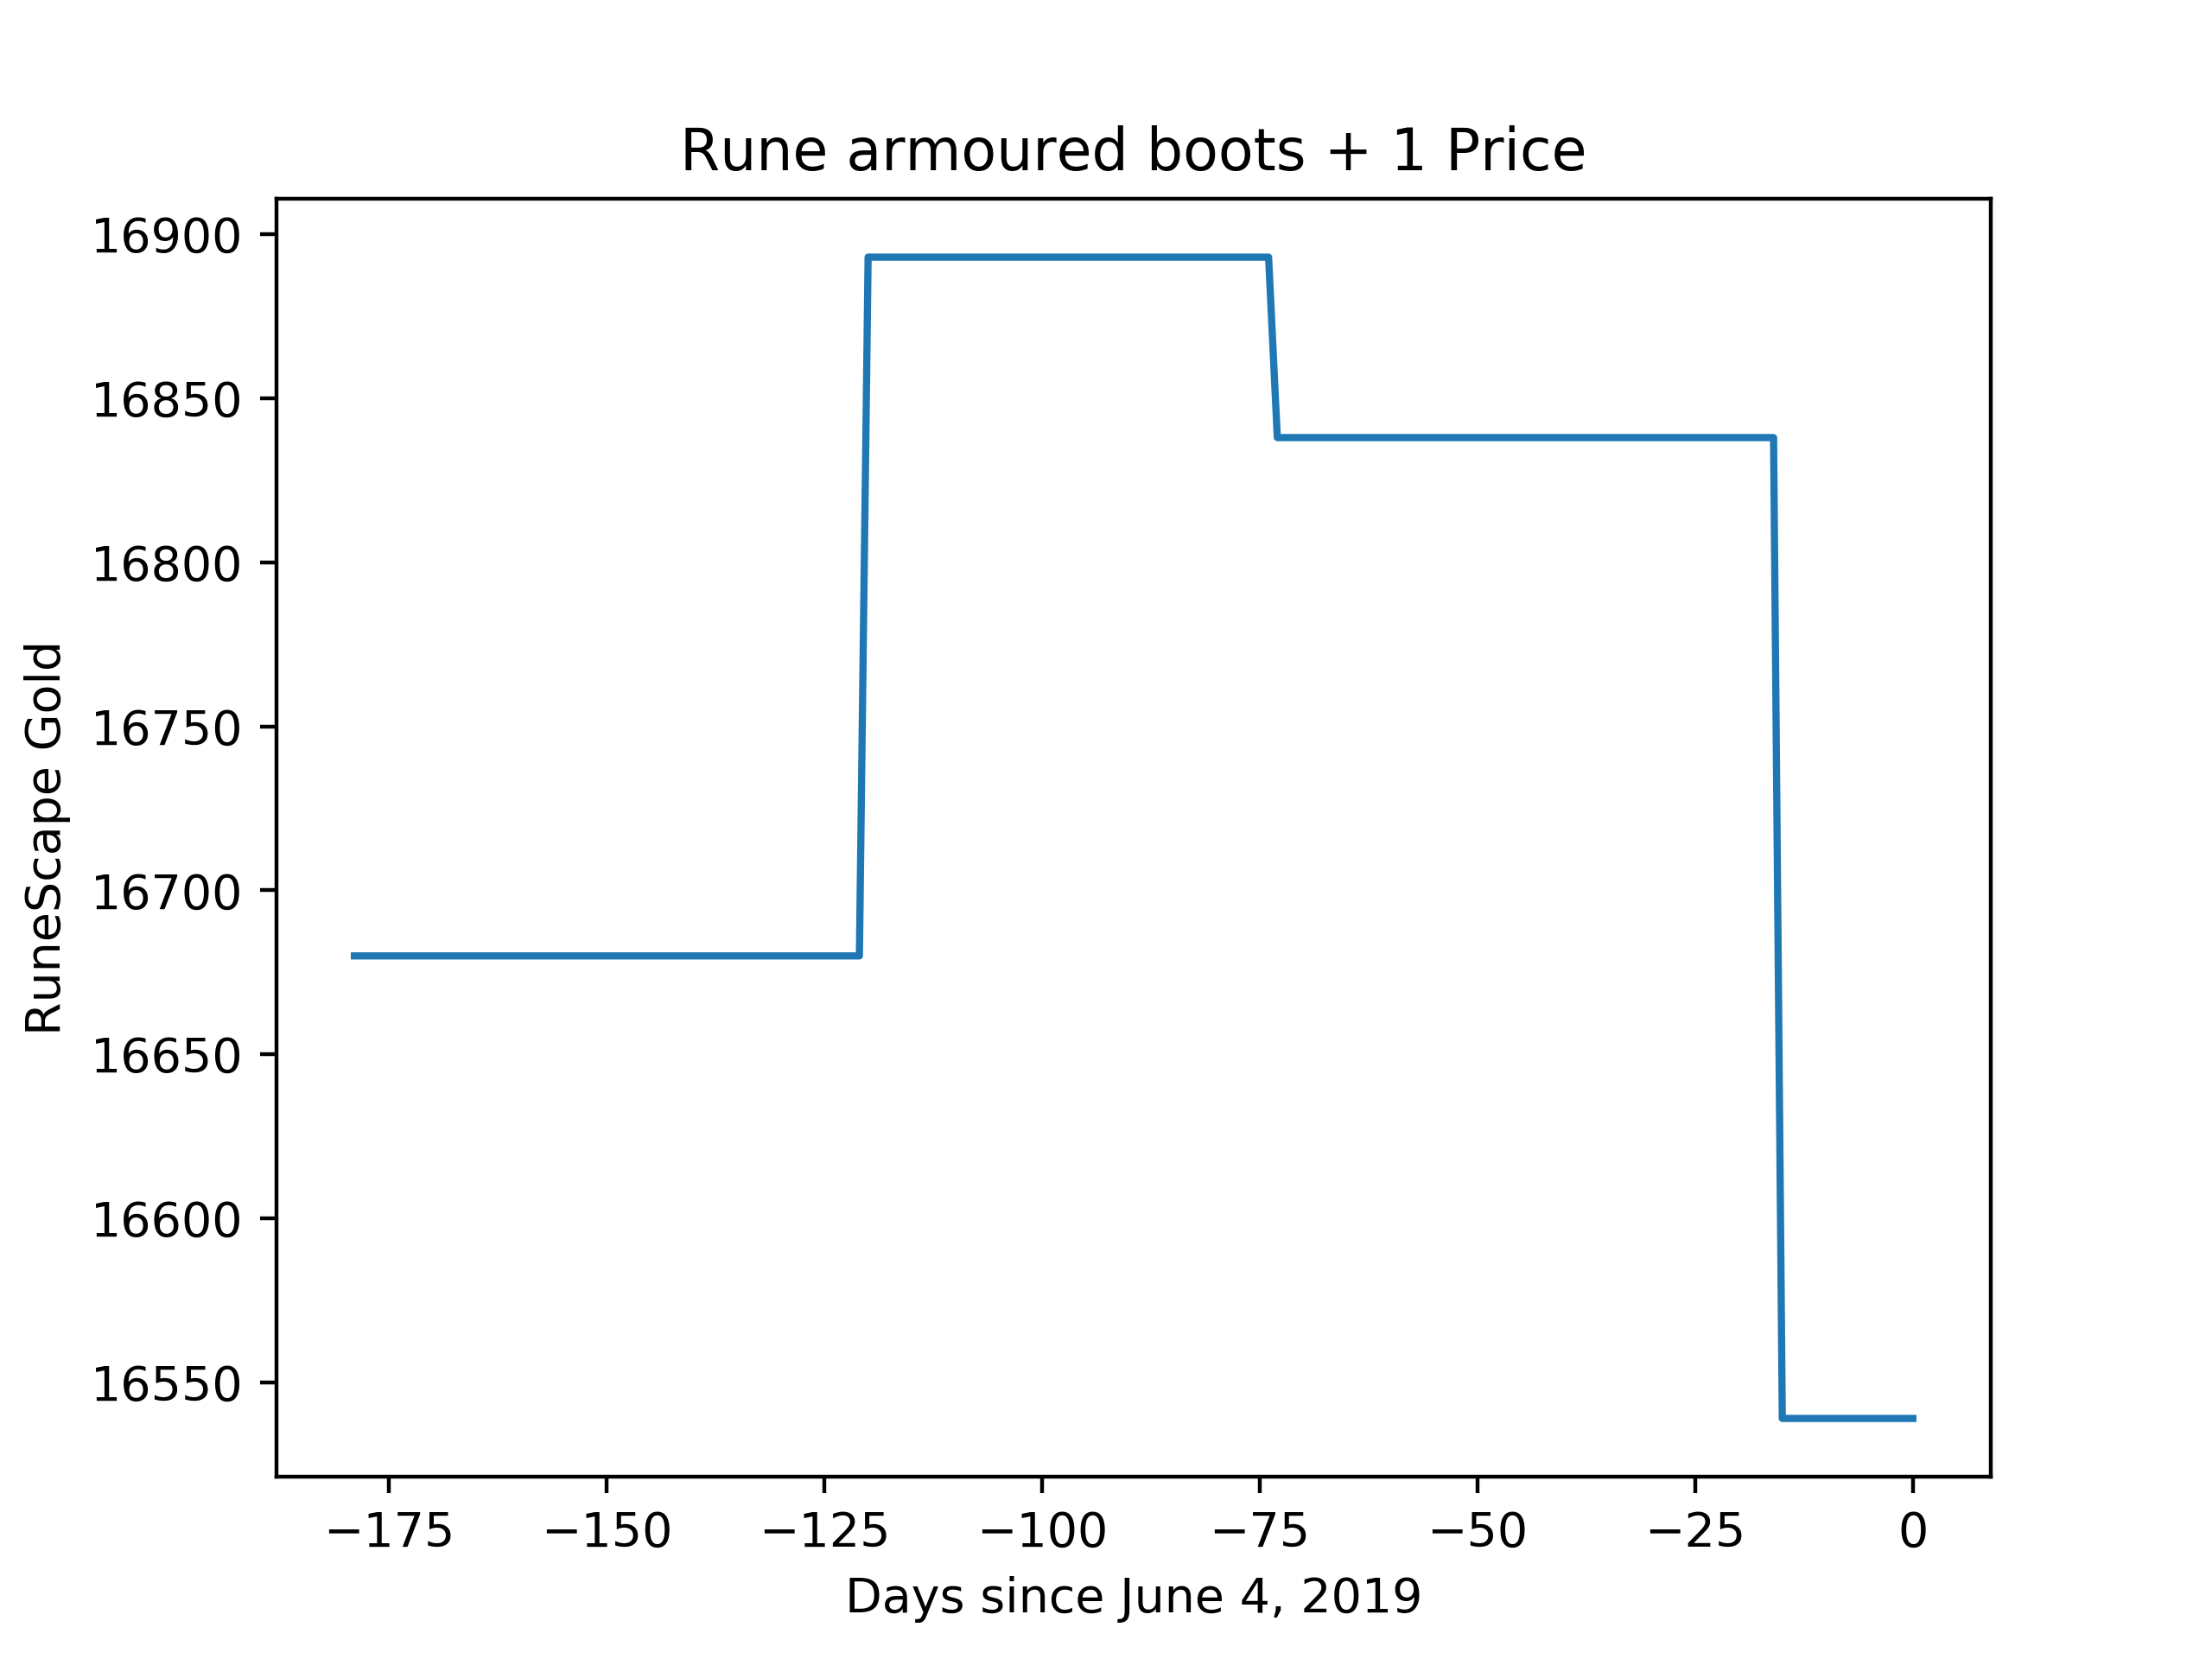 Rune armoured boots + 1 Price
16900
16850
16800
16750
16700
16650
16600
16550
RuneScape Gold
−175 −150 −125 −100 −75 −50 −25 0
Days since June 4, 2019